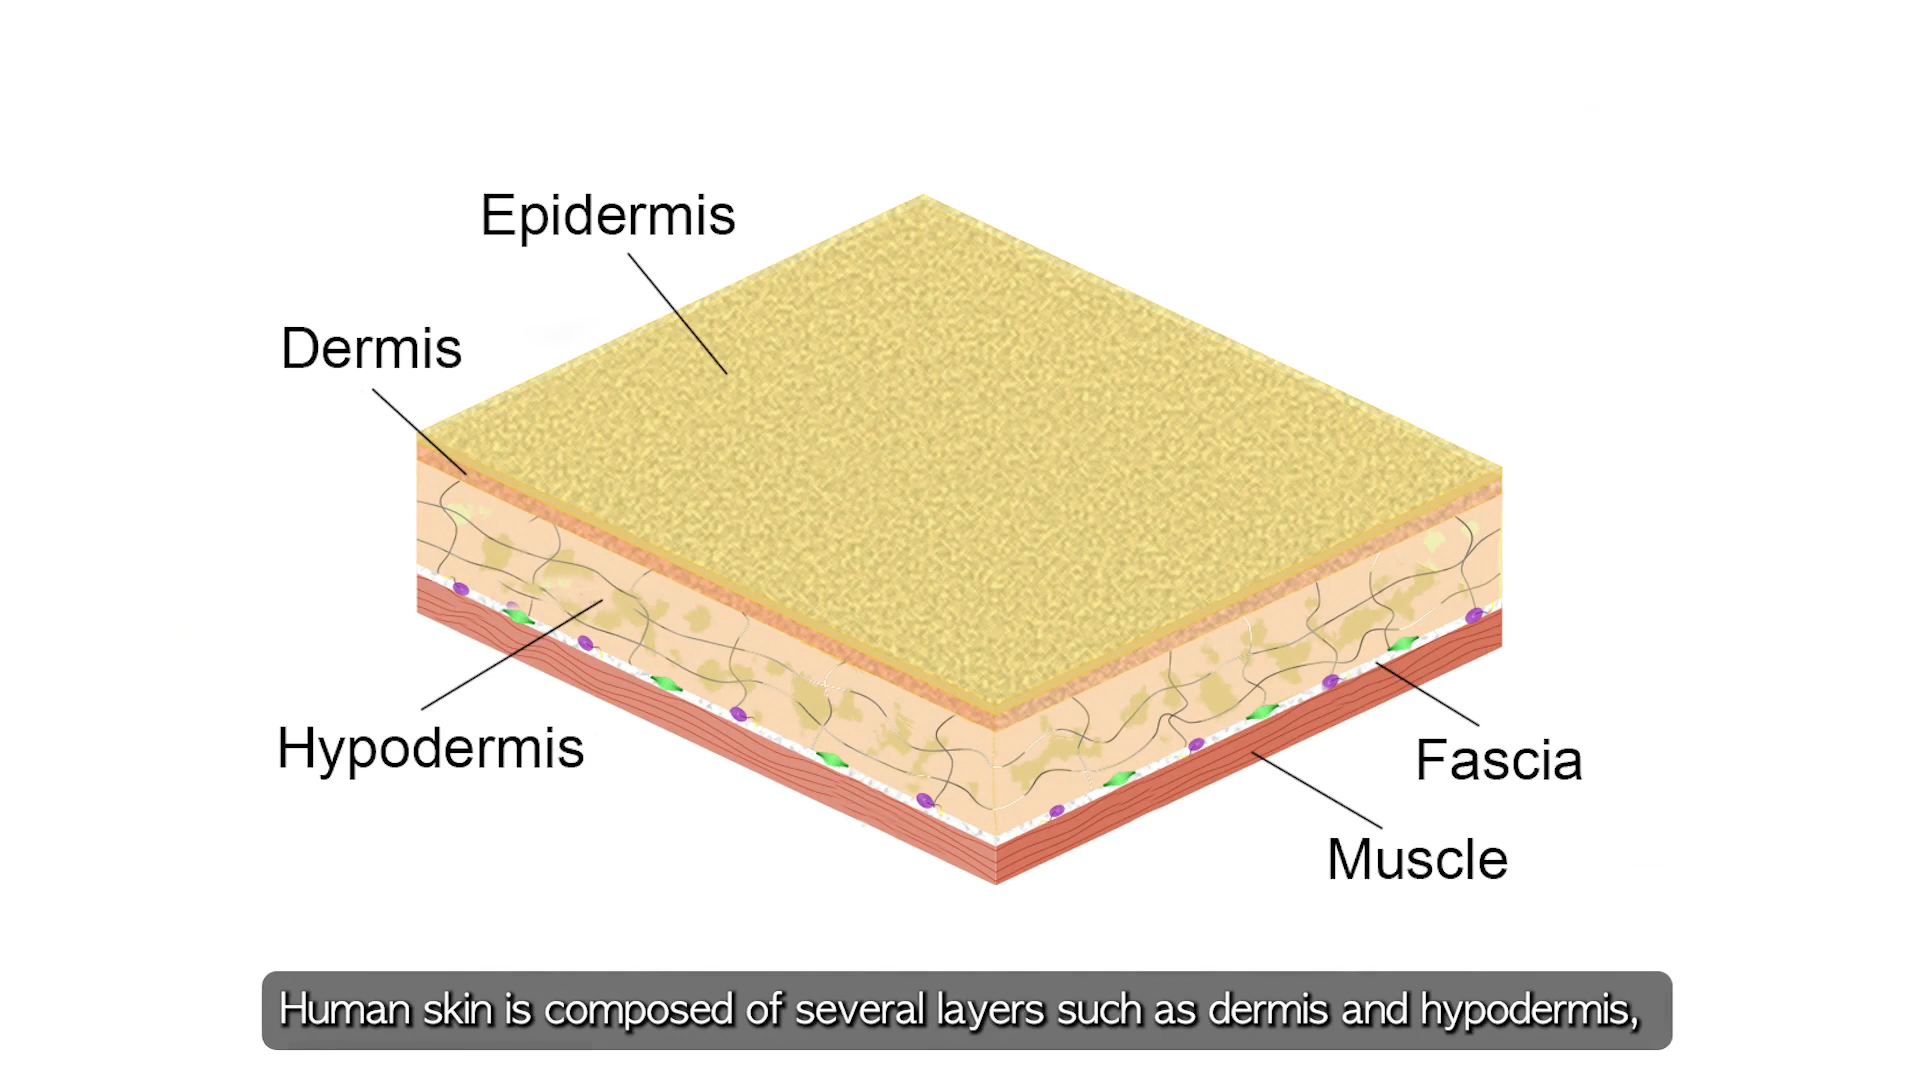 Epidermis
Dermis
Hypodermis
Fascia
Muscle
Human skin is composed of several layers such as dermis and hypodermis,